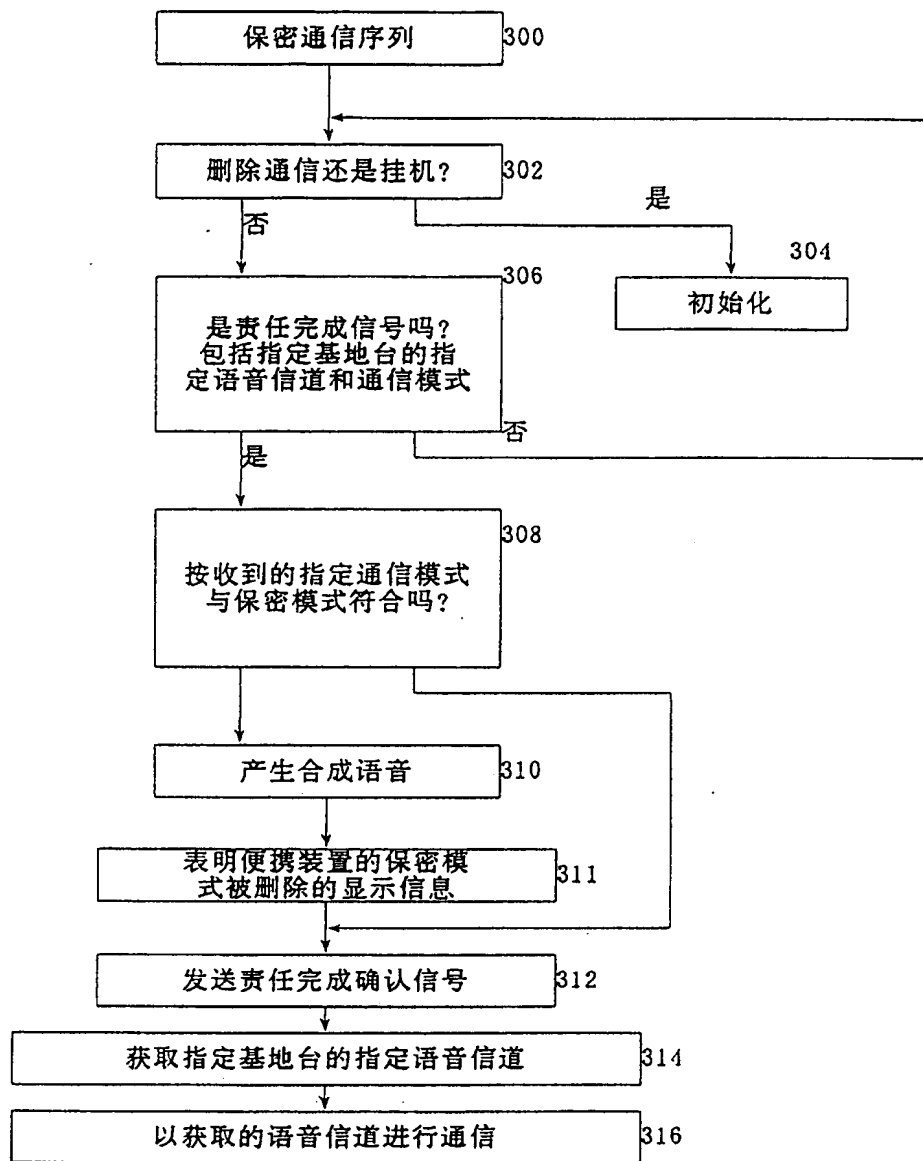 保密通信序列 300
删除通信还是挂机? 302
是
否
304
初始化
306
是责任完成信号吗?
包括指定基地台的指
定语音信道和通信模式
否
是
308
按收到的指定通信模式
与保密模式符合吗?
产生合成语音 310
表明便携装置的保密模
式被删除的显示信息 311
发送责任完成确认信号 312
获取指定基地台的指定语音信道 314
以获取的语音信道进行通信 316